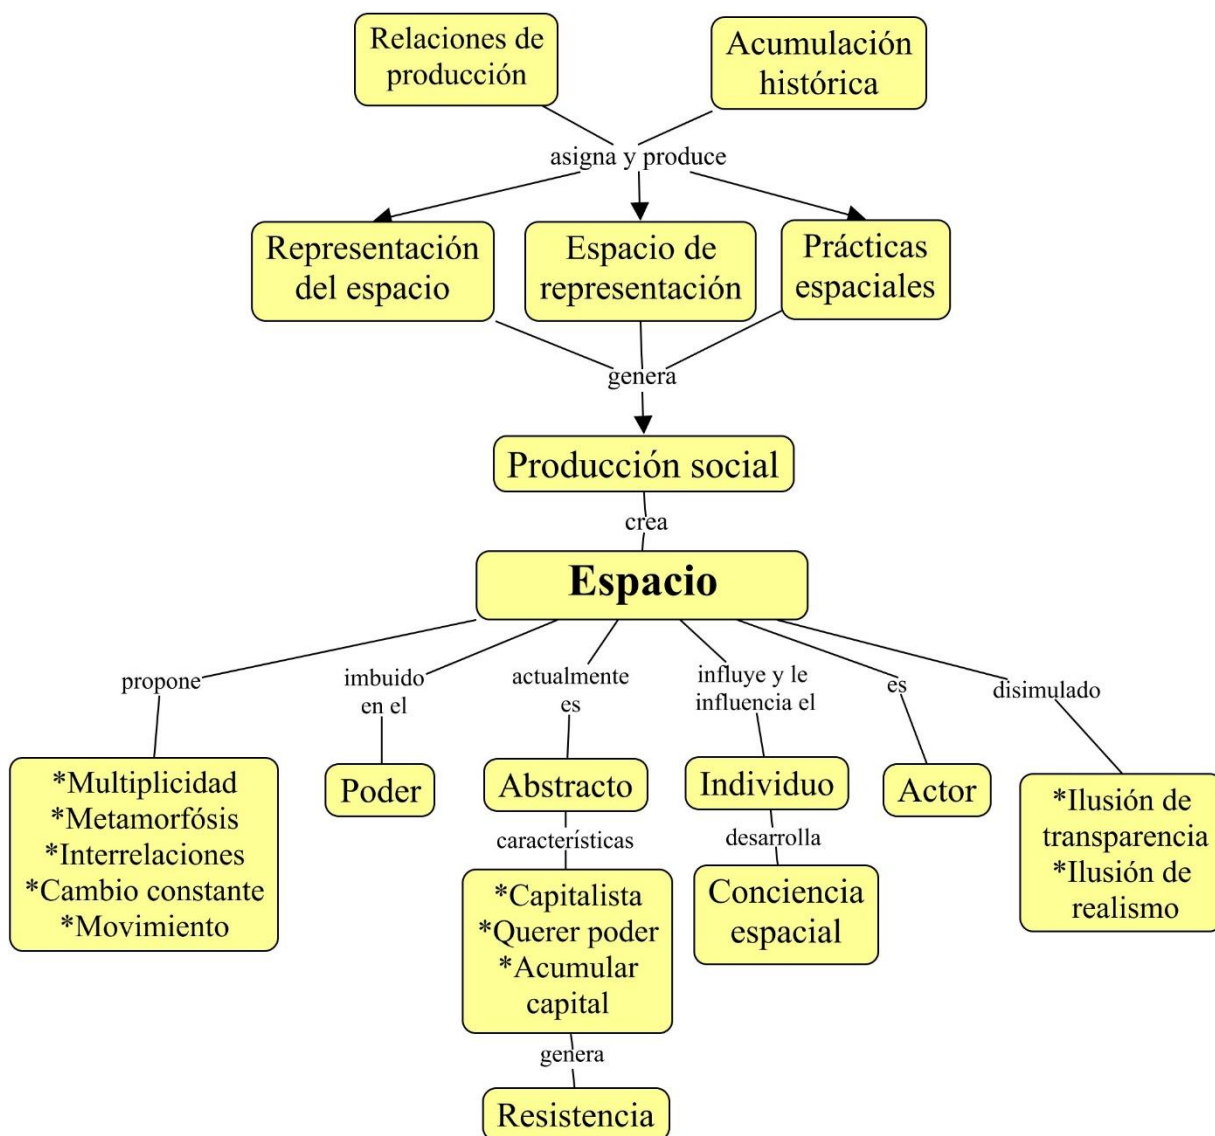 Relaciones de
producción
Acumulación
histórica
asigna y produce
Representación
del espacio
Espacio de
representación
Prácticas
espaciales
genera
Producción social
crea
Espacio
propone
imbuido
en el
actualmente
es
influye y le
influencia el
es
disimulado
*Multiplicidad
*Metamorfósis
*Interrelaciones
*Cambio constante
*Movimiento
Poder
Abstracto
Individuo
Actor
*Ilusión de
transparencia
*Ilusión de
realismo
características
desarrolla
*Capitalista
*Querer poder
*Acumular
capital
Conciencia
espacial
genera
Resistencia